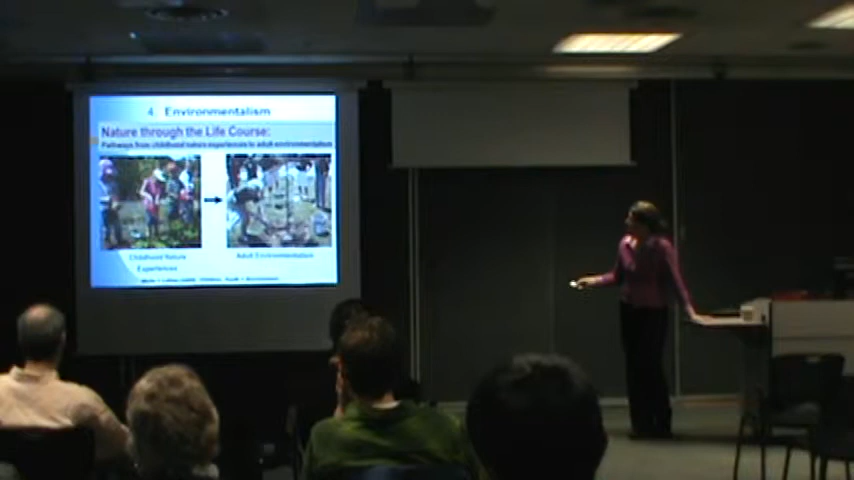 4. Environmentalism
Nature through the Life Course:
Pathways from childhood nature experiences to adult environmentalism
Childhood Nature
Experiences
Adult Environmentalism